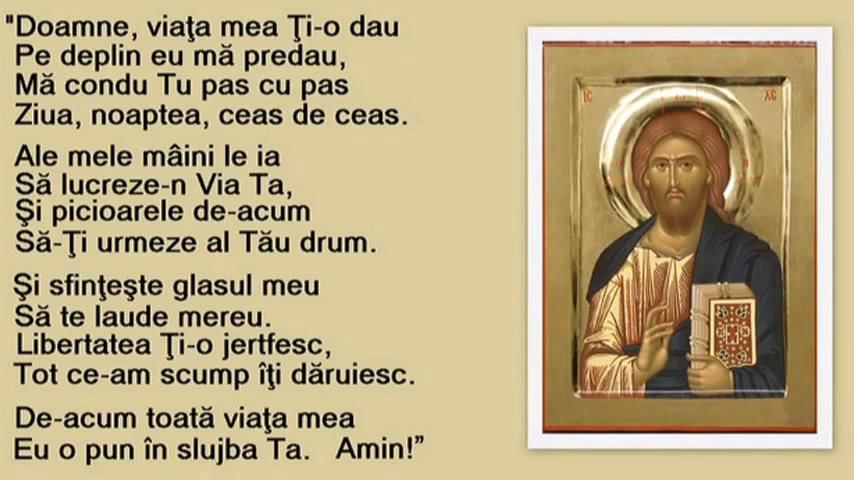 "Doamne, viaţa mea Ţi-o dau
Pe deplin eu mă predau,
Mă condu Tu pas cu pas
Ziua, noaptea, ceas de ceas.
Ale mele mâini le ia
Să lucreze-n Via Ta,
Şi picioarele de-acum
Să-Ţi urmeze al Tău drum.
Şi sfinţeşte glasul meu
Să te laude mereu.
Libertatea Ţi-o jertfesc,
Tot ce-am scump îţi dăruiesc.
De-acum toată viaţa mea
Eu o pun în slujba Ta. Amin!”
IC XC